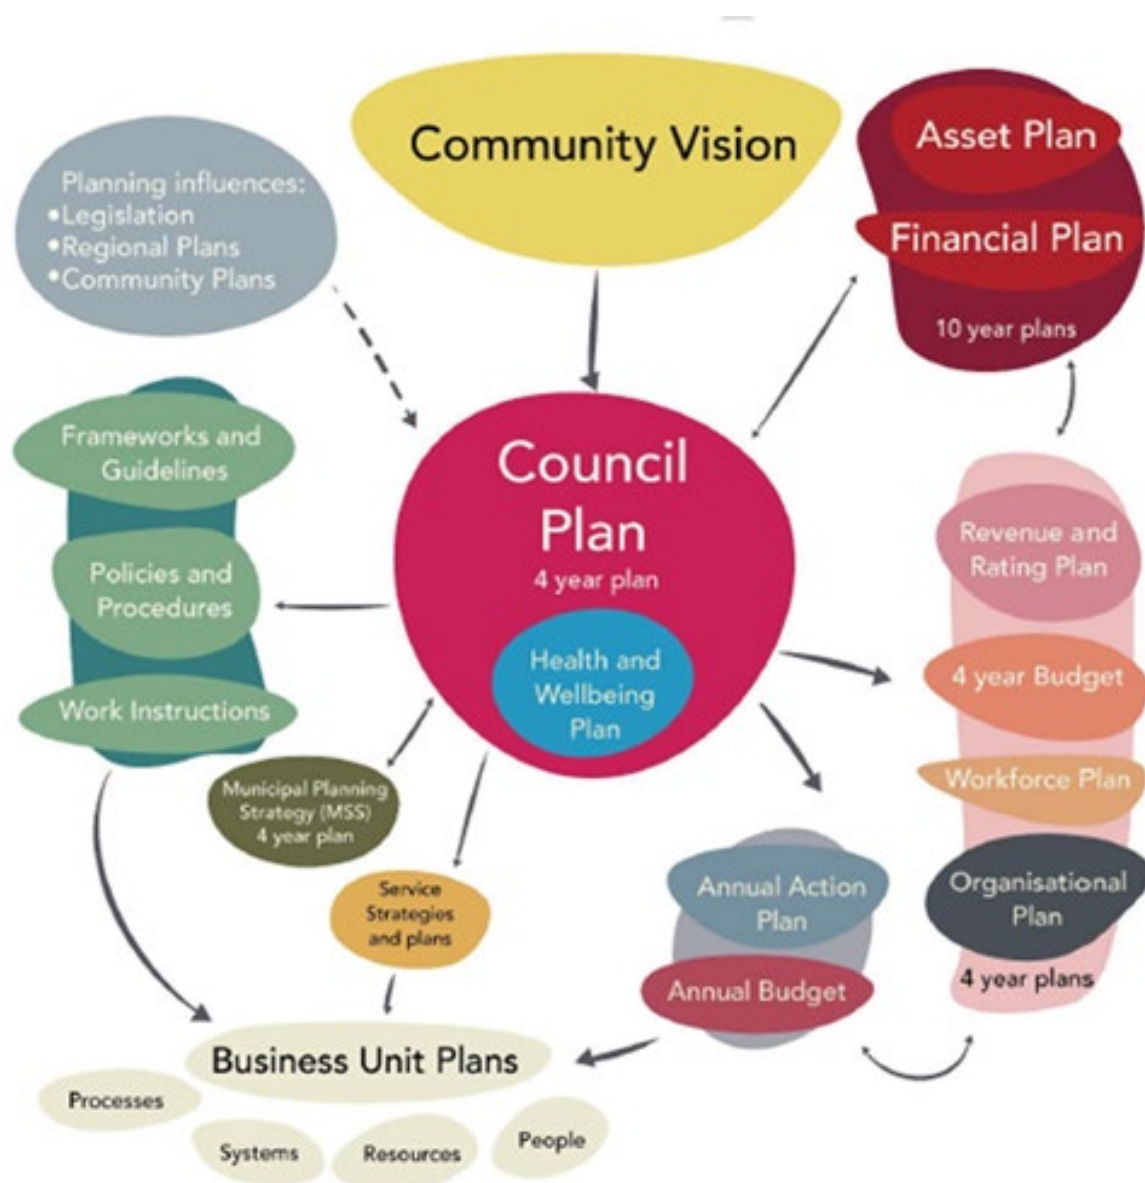 Community Vision
Asset Plan
Financial Plan
10 year plans
Planning influences:
•Legislation
•Regional Plans
•Community Plans
Frameworks and
Guidelines
Policies and
Procedures
Work Instructions
Council
Plan
4 year plan
Health and
Wellbeing
Plan
Revenue and
Rating Plan
4 year Budget
Workforce Plan
Organisational
Plan
4 year plans
Municipal Planning
Strategy (MSS)
4 year plan
Service
Strategies
and plans
Annual Action
Plan
Annual Budget
Business Unit Plans
Processes
Systems
Resources
People